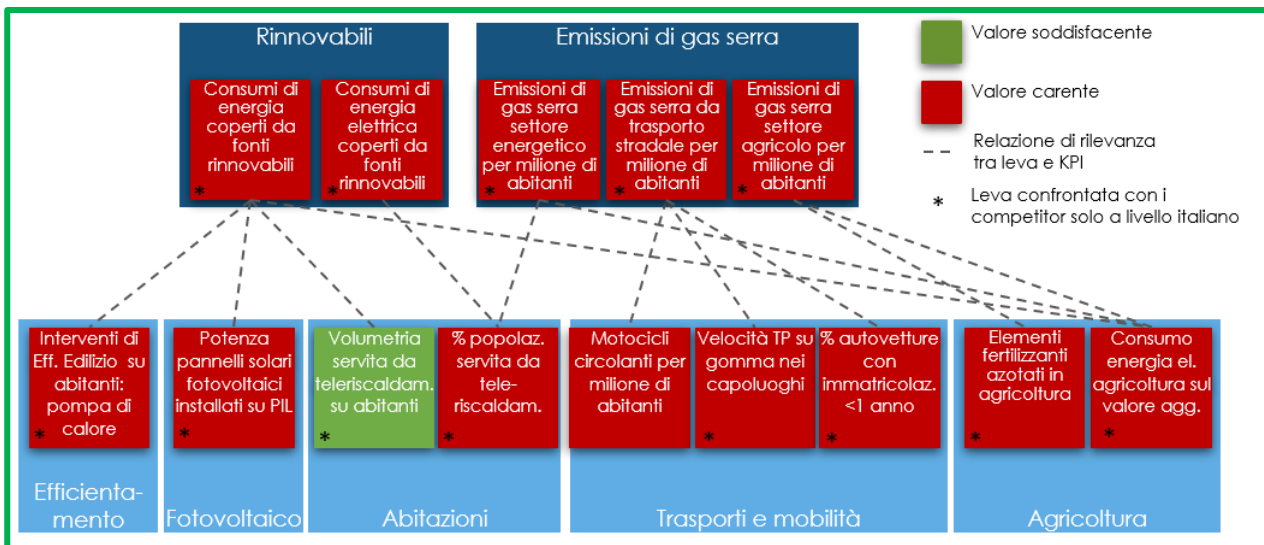 Rinnovabili
Consumi di
energia
coperti da
fonti
rinnovabili
*
Consumi di
energia
elettrica
coperti da
fonti
rinnovabili
*
Emissioni di gas serra
Emissioni di
gas serra
settore
energetico
per milione di
abitanti
*
Emissioni di
gas serra da
trasporto
stradale per
milione di
abitanti
*
Emissioni di
gas serra
settore
agricolo per
milione di
abitanti
*
Valore soddisfacente
Valore carente
Relazione di rilevanza
tra leva e KPI
* Leva confrontata con i
competitor solo a livello italiano
Interventi di
Eff. Edilizio su
abitanti:
pompa di
calore
*
Efficienta-
mento
Potenza
pannelli solari
fotovoltaici
installati su PIL
*
Fotovoltaico
Volumetria
servita da
teleriscaldam.
su abitanti
*
% popolaz.
servita da
tele-
riscaldam.
*
Abitazioni
Motocicli
circolanti per
milione di
abitanti
Velocità TP su
gomma nei
capoluoghi
*
% autovetture
con
immatricolaz.
<1 anno
*
Trasporti e mobilità
Elementi
fertilizzanti
azotati in
agricoltura
*
Consumo
energia el.
agricoltura sul
valore agg.
*
Agricoltura